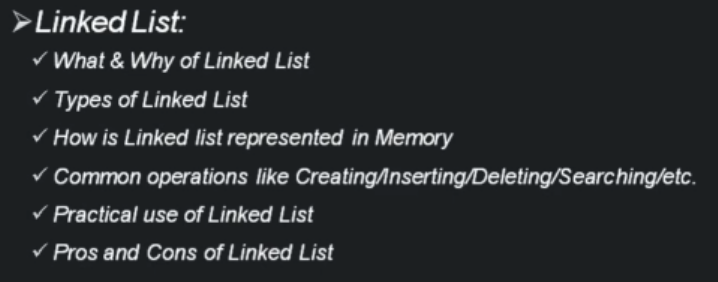 ➢Linked List:
✓ What & Why of Linked List
✓ Types of Linked List
✓ How is Linked list represented in Memory
✓ Common operations like Creating/Inserting/Deleting/Searching/etc.
✓ Practical use of Linked List
✓ Pros and Cons of Linked List